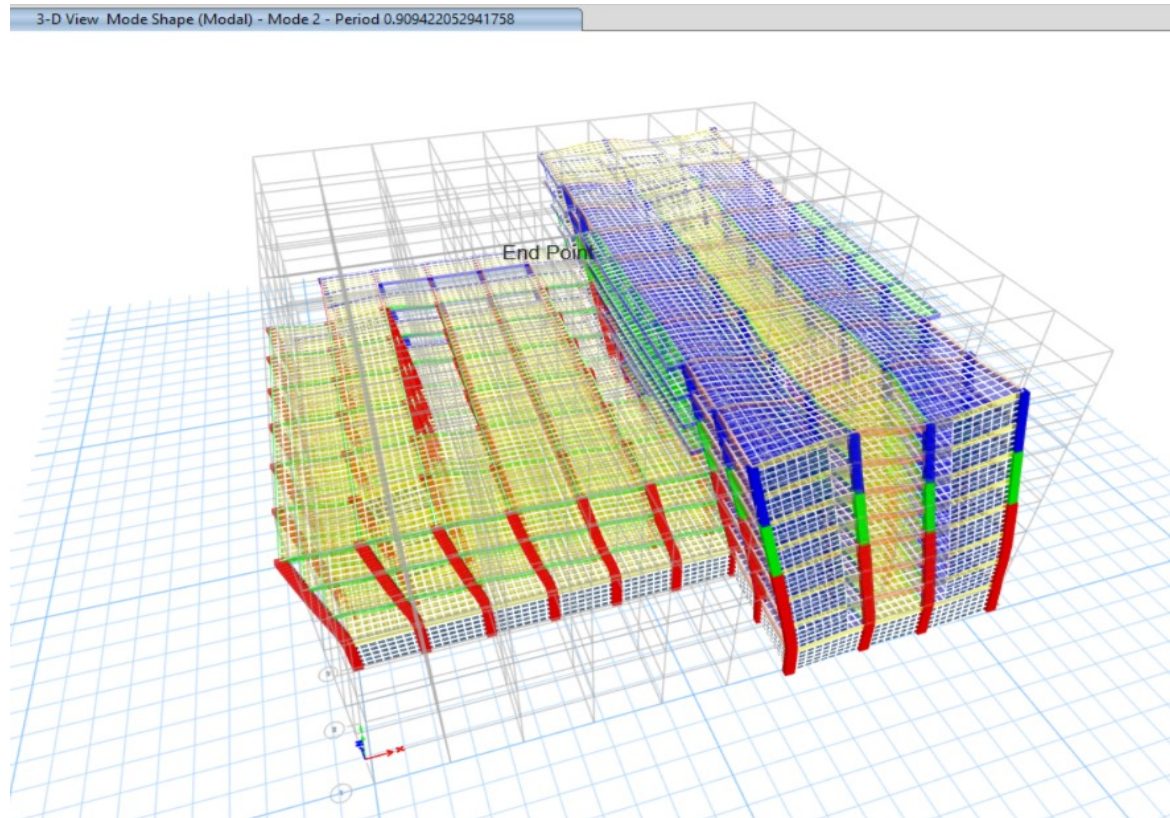 3-D View Mode Shape (Modal) - Mode 2 - Period 0.909422052941758
End Point
X